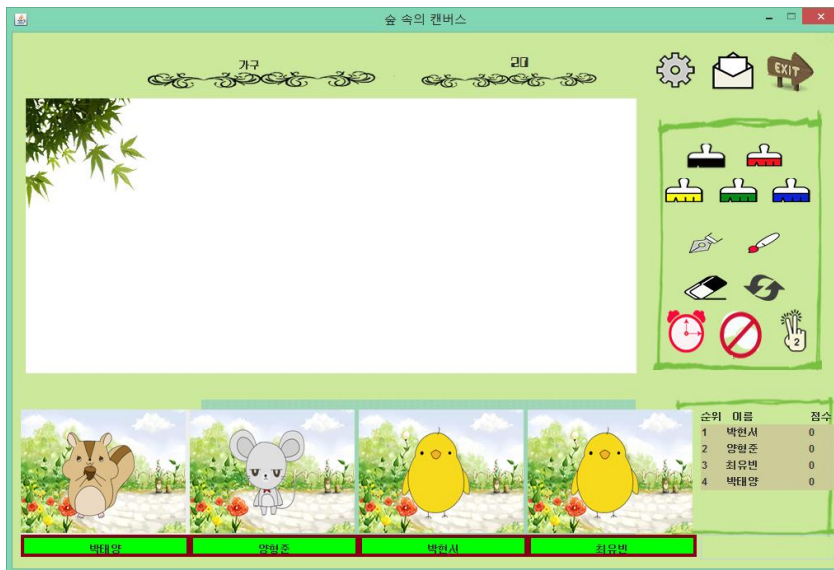 숲 속의 캔버스
가구
EXIT
2
순위 이름 점수
1 박현서 0
2 양형준 0
3 최유빈 0
4 박태양 0
박태양 양형준 박현서 최유빈